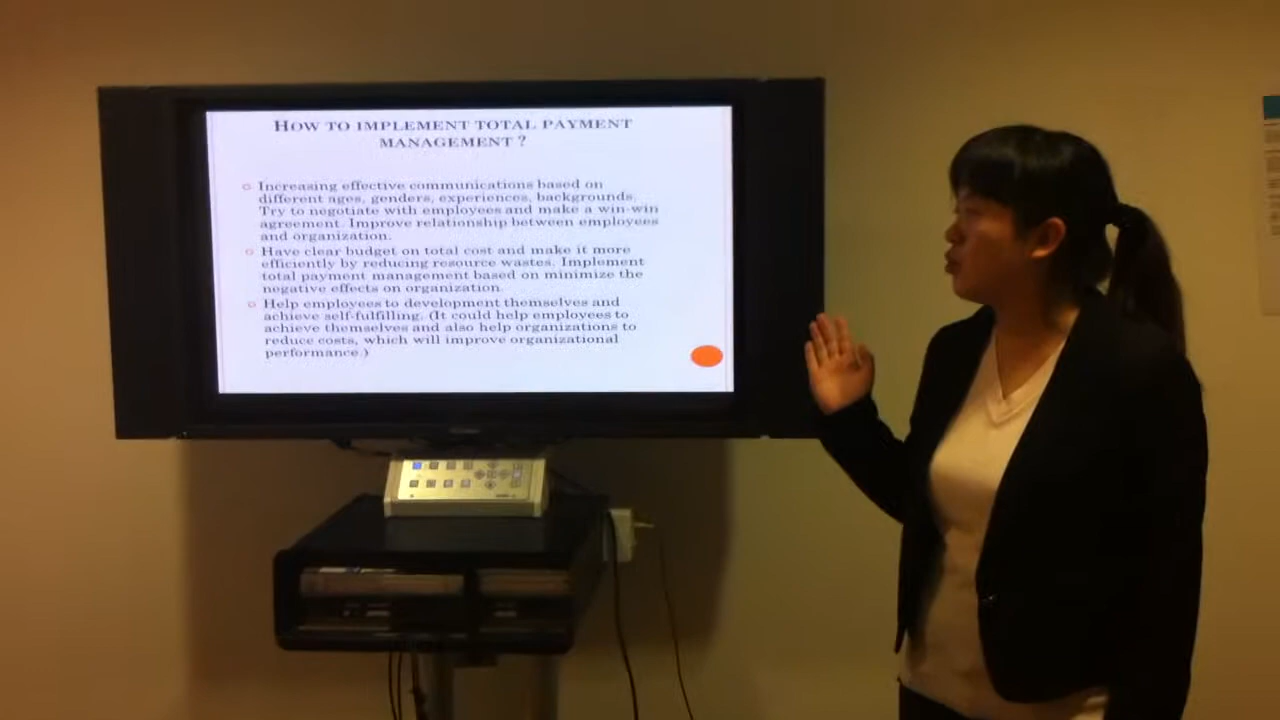 HOW TO IMPLEMENT TOTAL PAYMENT
MANAGEMENT ?
Increasing effective communications based on
different ages, genders, experiences, backgrounds.
Try to negotiate with employees and make a win-win
agreement. Improve relationship between employees
and organization.
Have clear budget on total cost and make it more
efficiently by reducing resource wastes. Implement
total payment management based on minimize the
negative effects on organization.
Help employees to development themselves and
achieve self-fulfilling. (It could help employees to
achieve themselves and also help organizations to
reduce costs, which will improve organizational
performance.)